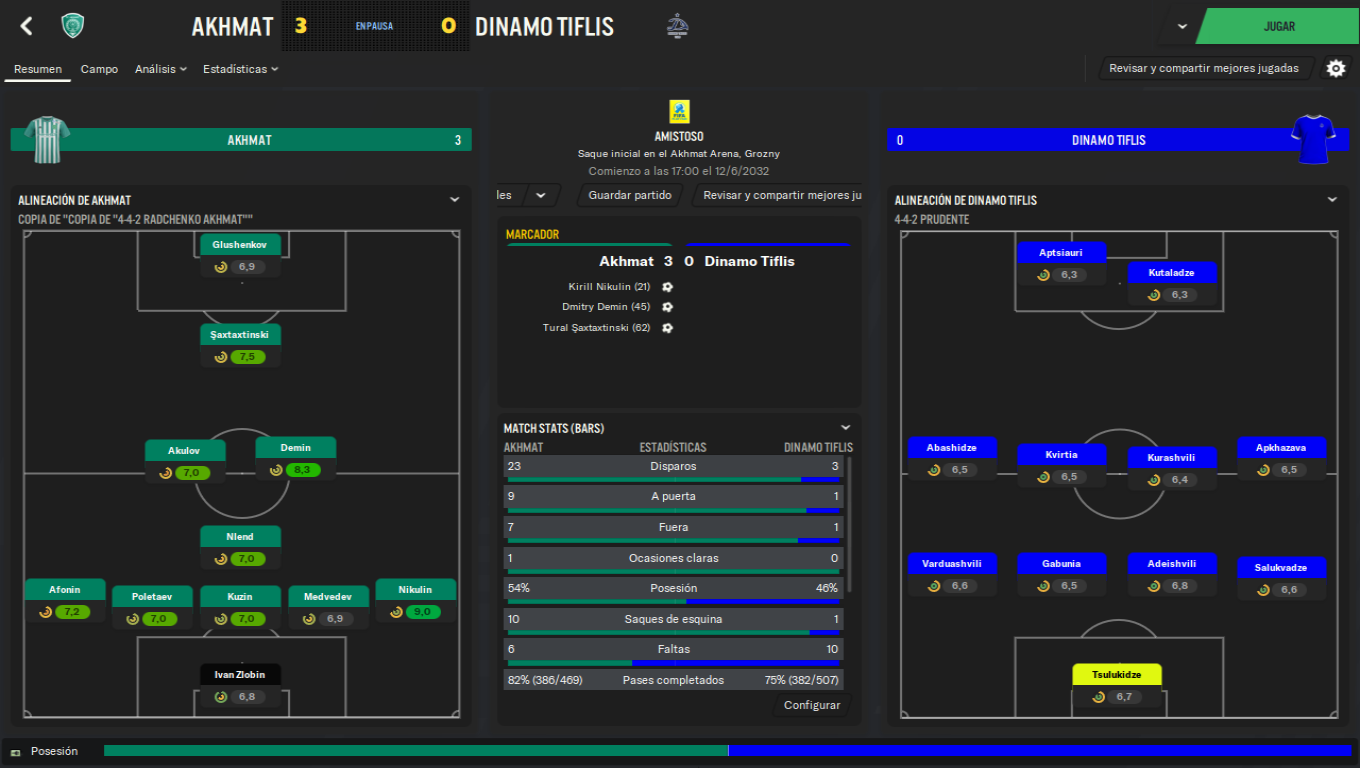 AKHMAT 3 EN PAUSA 0 DINAMO TIFLIS
JUGAR
Resumen Campo Análisis Estadísticas
Revisar y compartir mejores jugadas
AKHMAT 3
FIFA
AMISTOSO
Saque inicial en el Akhmat Arena, Grozny
Comienzo a las 17:00 el 12/6/2032
les Guardar partido Revisar y compartir mejores ju
0 DINAMO TIFLIS
ALINEACIÓN DE AKHMAT
COPIA DE "COPIA DE "4-4-2 RADCHENKO AKHMAT""
Glushenkov
6,9
Şaxtaxtinski
7,5
Akulov
7,0
Demin
8,3
Nlend
7,0
Afonin
7,2
Poletaev
7,0
Kuzin
7,0
Medvedev
6,9
Nikulin
9,0
Ivan Zlobin
6,8
MARCADOR
Akhmat 3 0 Dinamo Tiflis
Kirill Nikulin (21)
Dmitry Demin (45)
Tural Şaxtaxtinski (62)
MATCH STATS (BARS)
AKHMAT ESTADÍSTICAS DINAMO TIFLIS
23 Disparos 3
9 A puerta 1
7 Fuera 1
1 Ocasiones claras 0
54% Posesión 46%
10 Saques de esquina 1
6 Faltas 10
82% (386/469) Pases completados 75% (382/507)
Configurar
ALINEACIÓN DE DINAMO TIFLIS
4-4-2 PRUDENTE
Aptsiauri
6,3
Kutaladze
6,3
Abashidze
6,5
Kvirtia
6,5
Kurashvili
6,4
Apkhazava
6,5
Varduashvili
6,6
Gabunia
6,5
Adeishvili
6,8
Salukvadze
6,6
Tsulukidze
6,7
Posesión